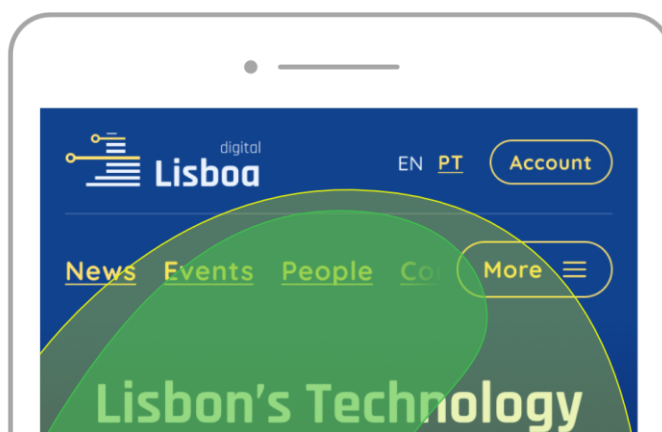 digital
Lisboa
EN PT Account
News Events People More
Lisbon's Technology